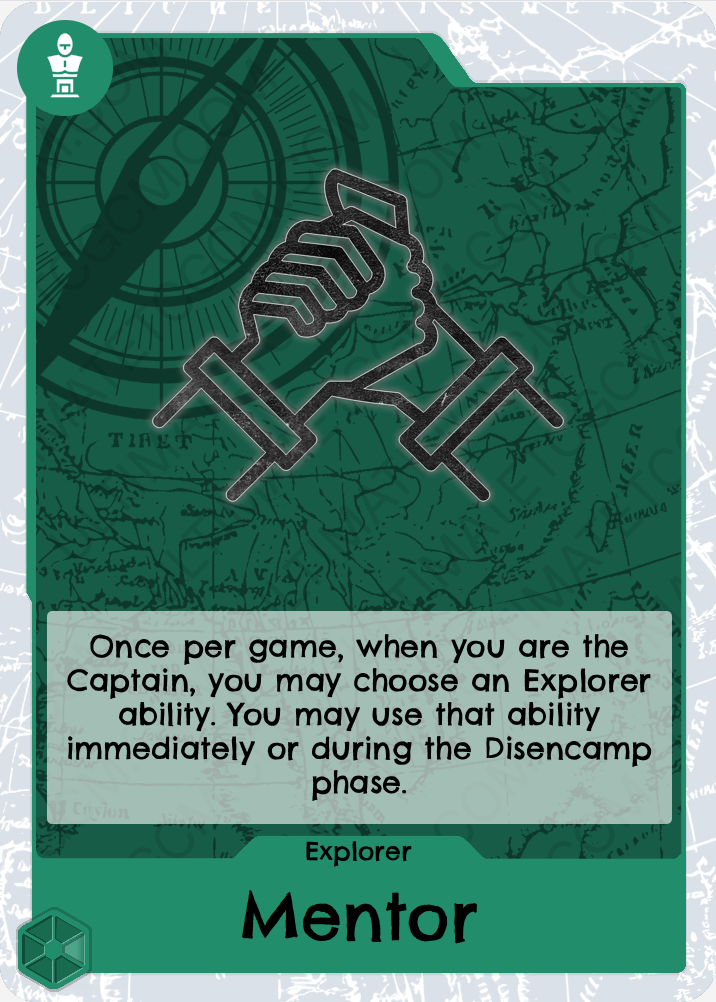 TIBET
Once per game, when you are the
Captain, you may choose an Explorer
ability. You may use that ability
immediately or during the Disencamp
phase.
Explorer
Mentor